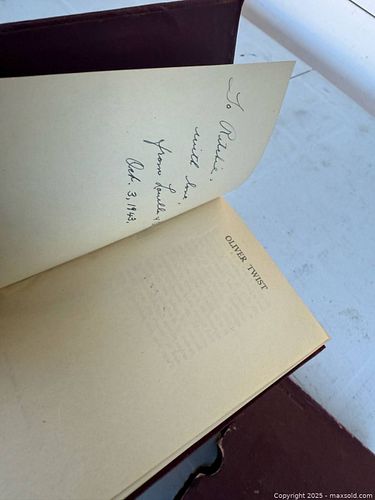 To Ritchie,
with love,
from
Oct. 3, 1943.
OLIVER TWIST
Copyright 2025 - maxsold.com